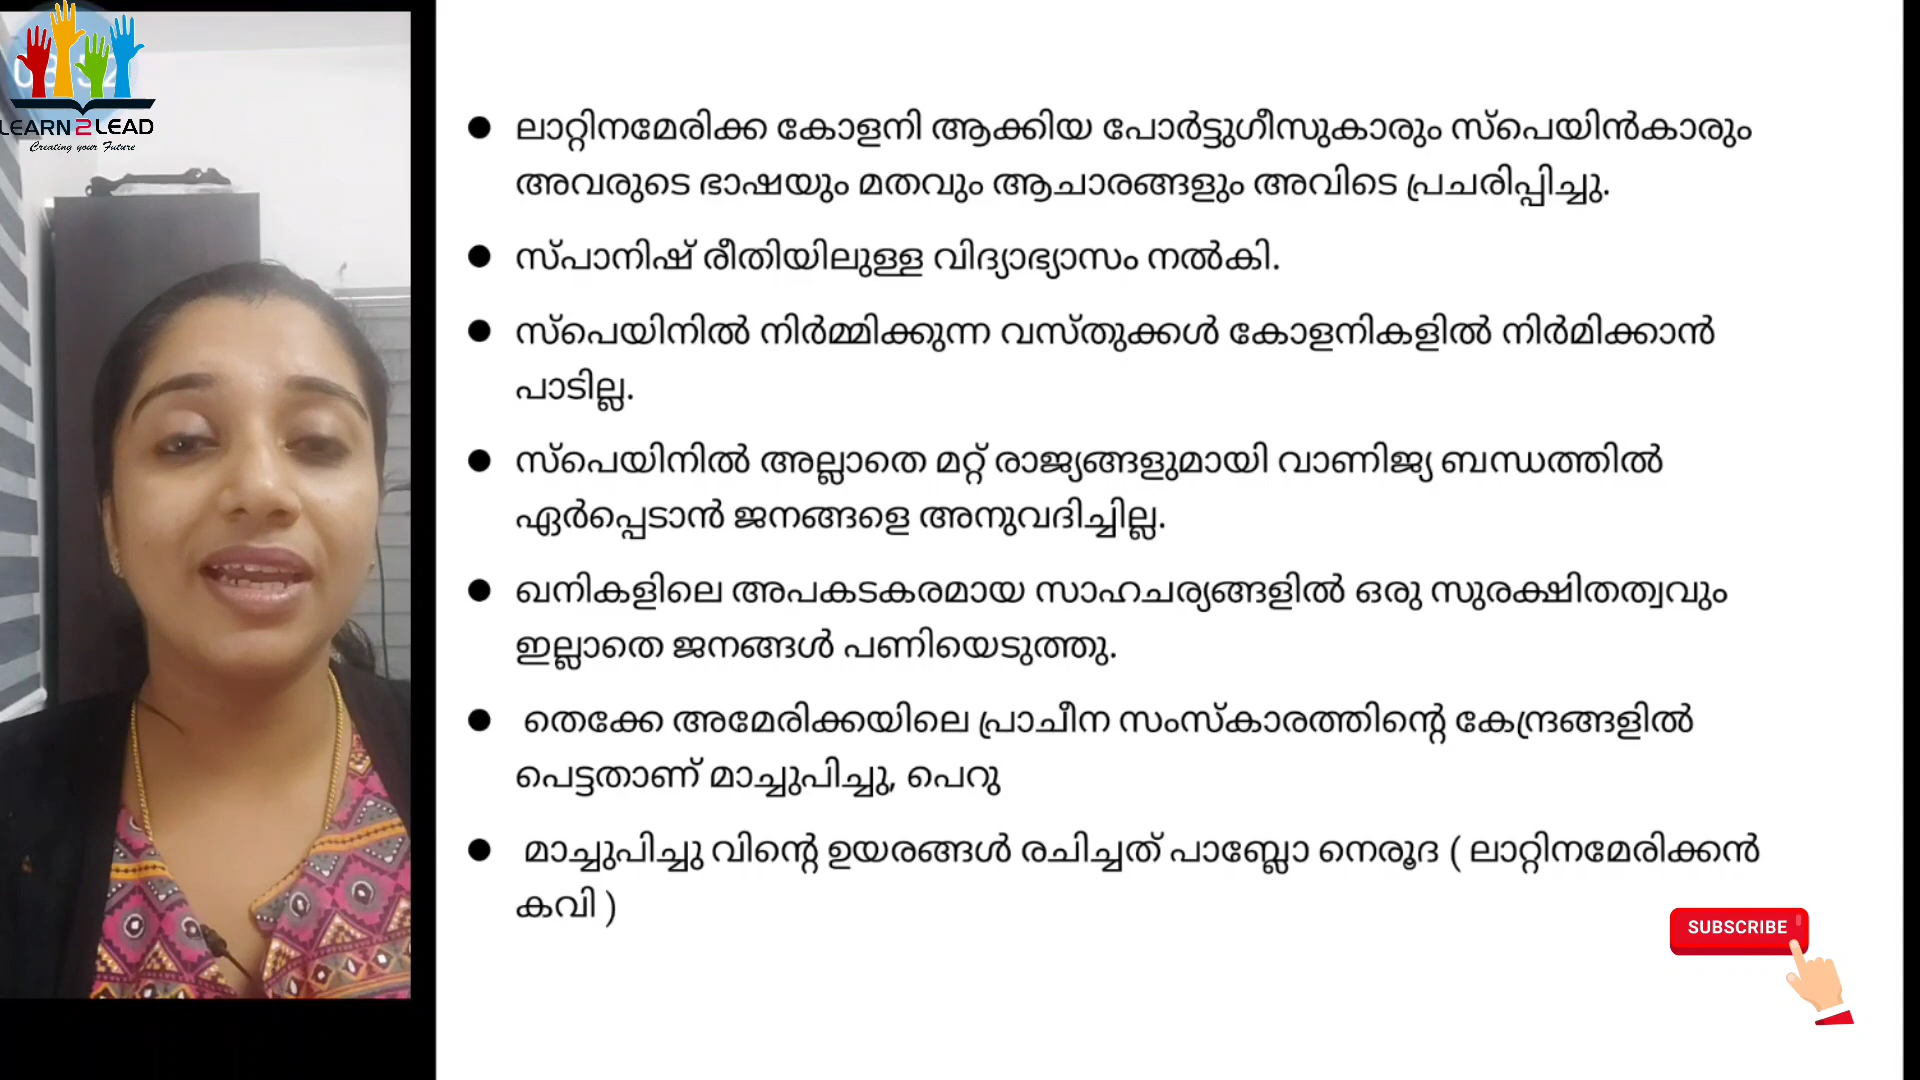 LEARN2LEAD
Creating your Future
● ലാറ്റിനമേരിക്ക കോളനി ആക്കിയ പോർട്ടുഗീസുകാരും സ്പെയിൻകാരും
അവരുടെ ഭാഷയും മതവും ആചാരങ്ങളും അവിടെ പ്രചരിപ്പിച്ചു.
● സ്പാനിഷ് രീതിയിലുള്ള വിദ്യാഭ്യാസം നൽകി.
● സ്പെയിനിൽ നിർമ്മിക്കുന്ന വസ്തുക്കൾ കോളനികളിൽ നിർമിക്കാൻ
പാടില്ല.
● സ്പെയിനിൽ അല്ലാതെ മറ്റ് രാജ്യങ്ങളുമായി വാണിജ്യ ബന്ധത്തിൽ
ഏർപ്പെടാൻ ജനങ്ങളെ അനുവദിച്ചില്ല.
● ഖനികളിലെ അപകടകരമായ സാഹചര്യങ്ങളിൽ ഒരു സുരക്ഷിതത്വവും
ഇല്ലാതെ ജനങ്ങൾ പണിയെടുത്തു.
● തെക്കേ അമേരിക്കയിലെ പ്രാചീന സംസ്കാരത്തിന്റെ കേന്ദ്രങ്ങളിൽ
പെട്ടതാണ് മാച്ചുപിച്ചു, പെറു
● മാച്ചുപിച്ചു വിന്റെ ഉയരങ്ങൾ രചിച്ചത് പാബ്ലോ നെരൂദ ( ലാറ്റിനമേരിക്കൻ
കവി )
SUBSCRIBE